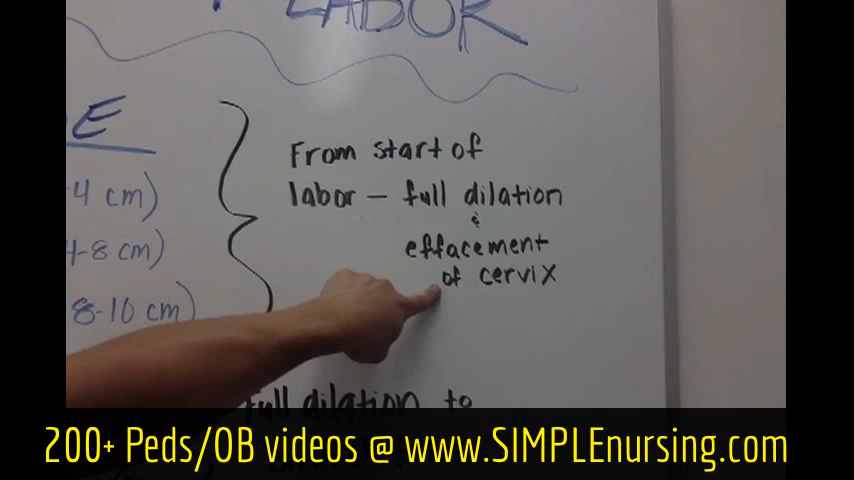 LABOR
E
From start of
-4 cm)
labor – full dilation
&
4-8 cm)
effacement
of cervix
8-10 cm)
full dilation to
200+ Peds/OB videos @ www.SIMPLEnursing.com